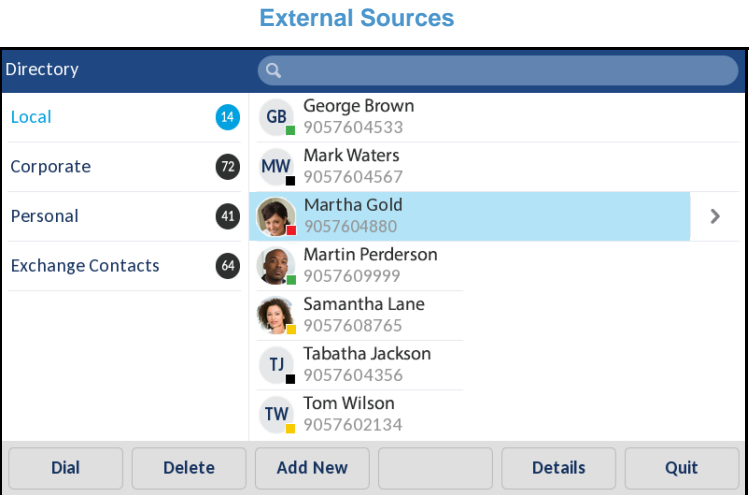 External Sources
Directory
Local 14
Corporate 72
Personal 41
Exchange Contacts 64
GB George Brown
9057604533
MW Mark Waters
9057604567
Martha Gold
9057604880
Martin Perderson
9057609999
Samantha Lane
9057608765
TJ Tabatha Jackson
9057604356
TW Tom Wilson
9057602134
Dial Delete Add New Details Quit